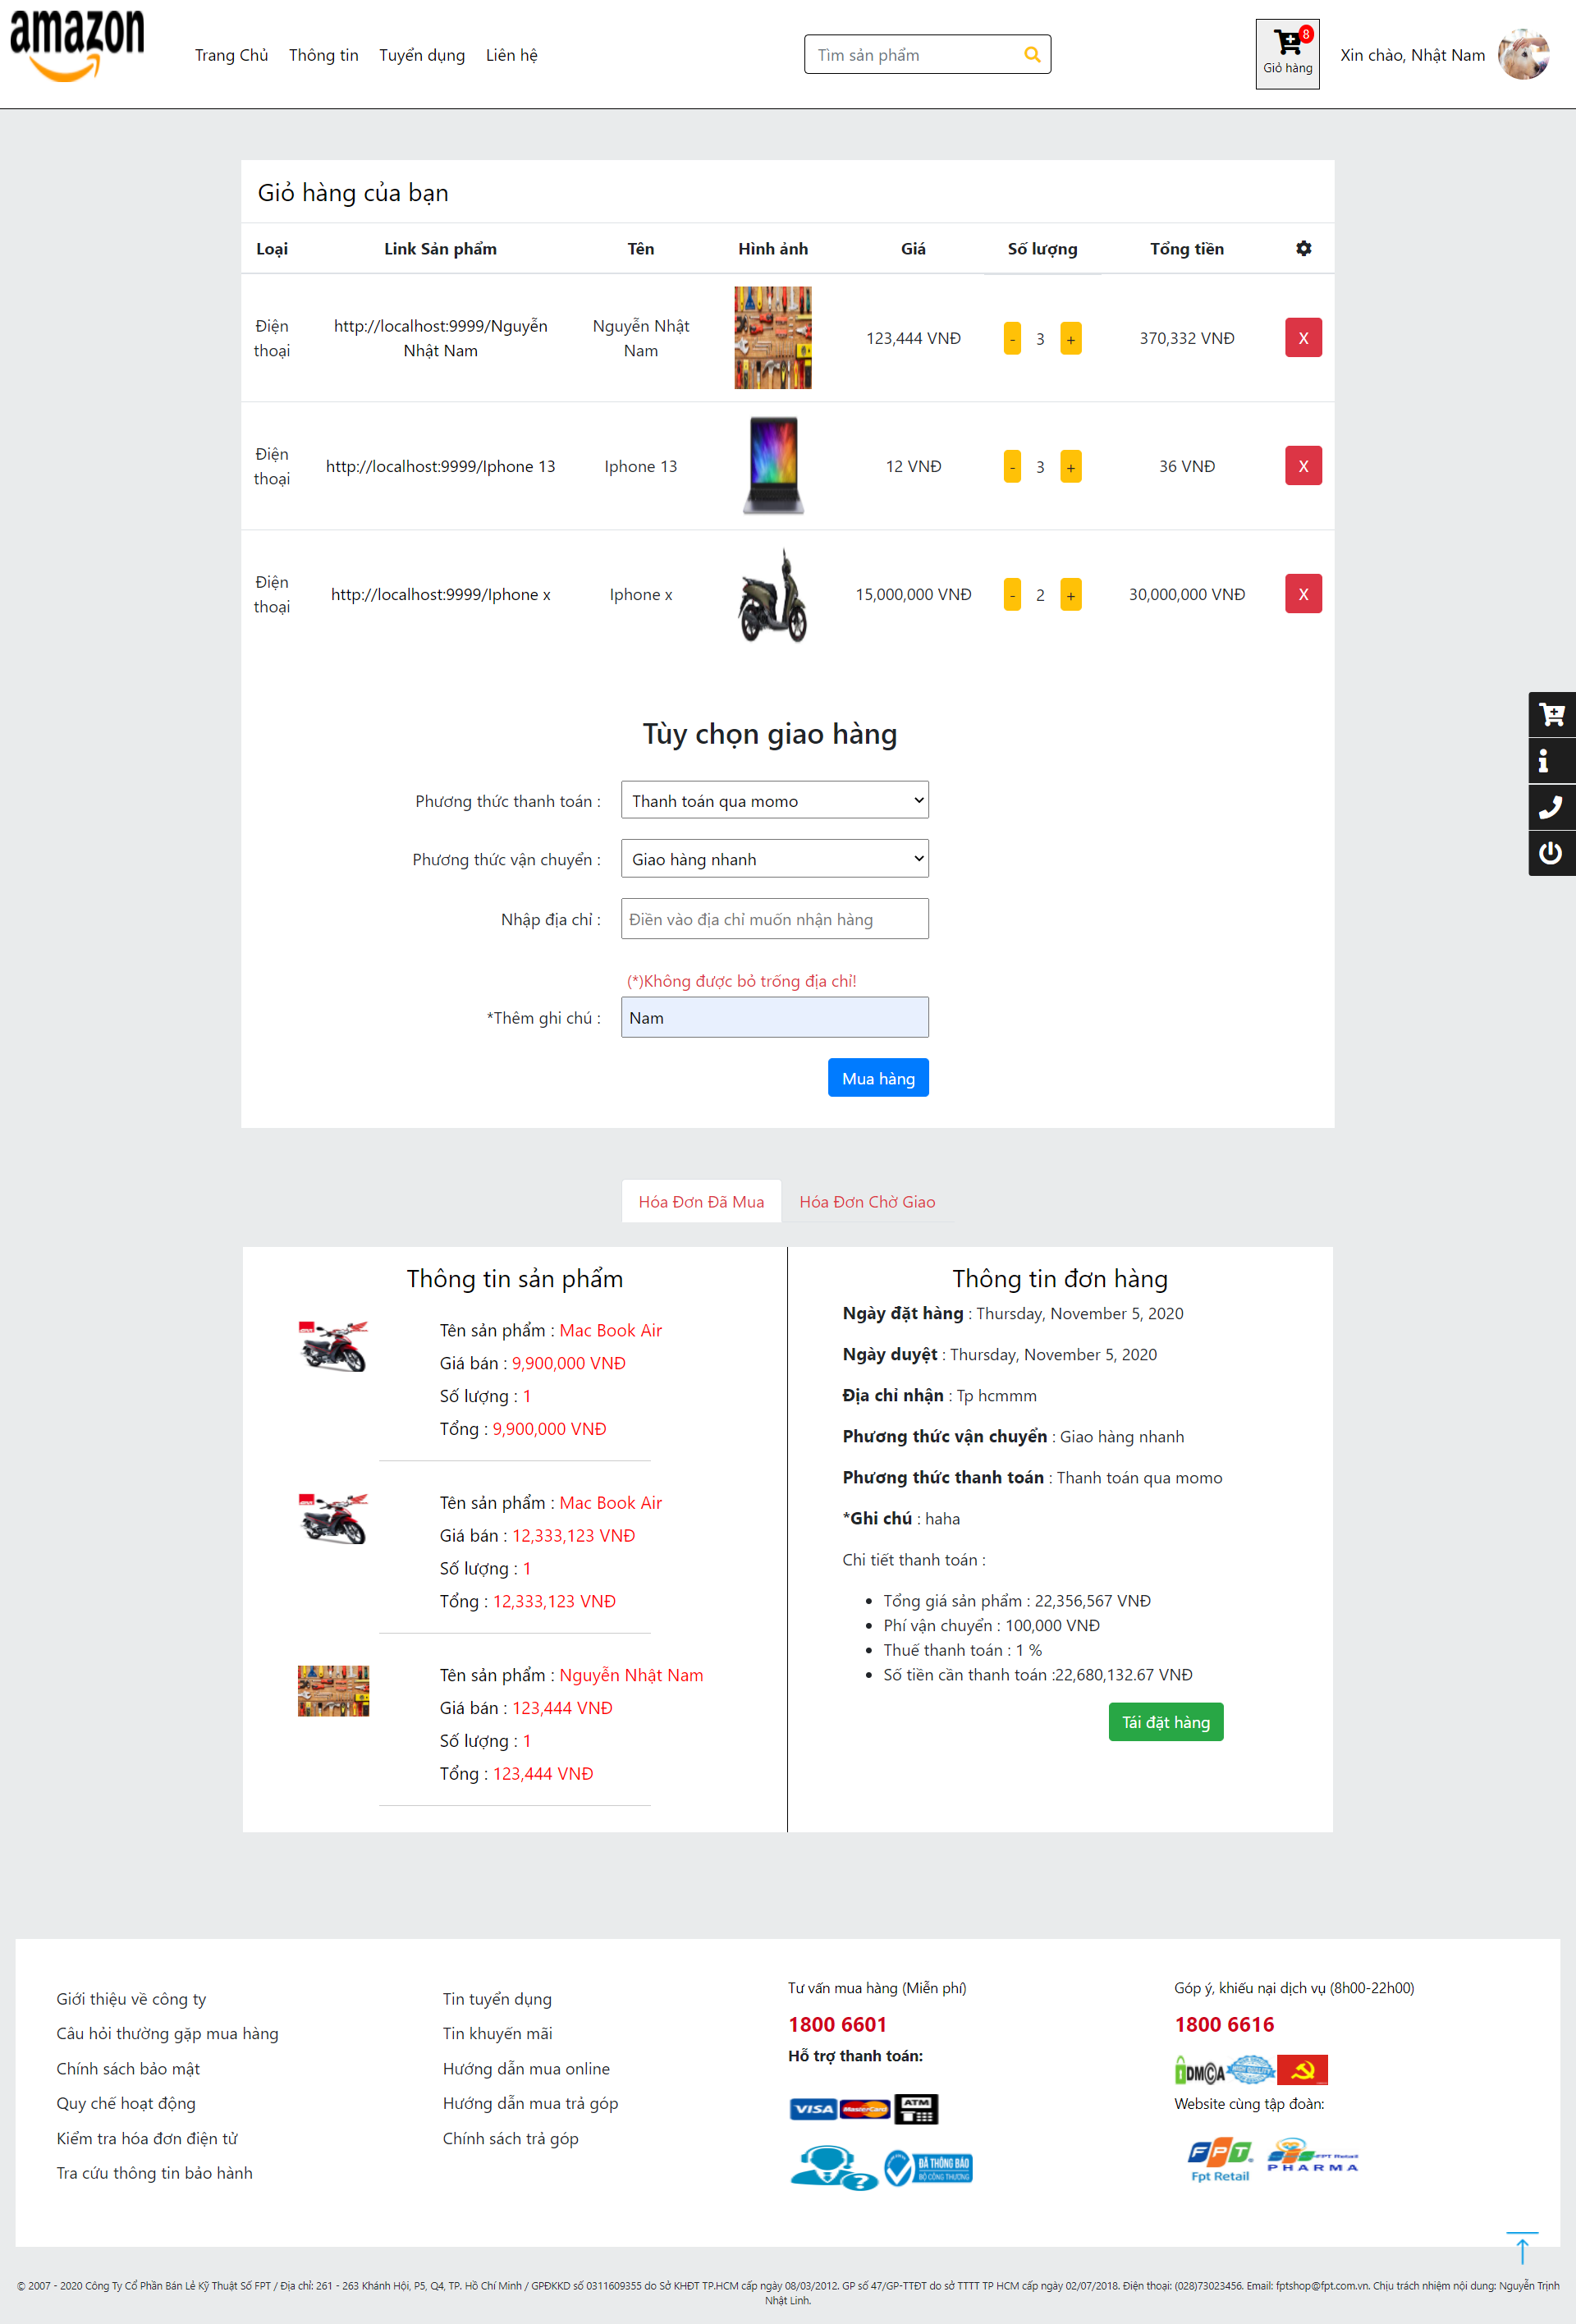 amazon
Trang Chủ Thông tin Tuyển dụng Liên hệ
Tìm sản phẩm
8
Giỏ hàng
Xin chào, Nhật Nam
Giỏ hàng của bạn
Loại Link Sản phẩm Tên Hình ảnh Giá Số lượng Tổng tiền
Điện thoại http://localhost:9999/Nguyễn Nhật Nam Nguyễn Nhật Nam 123,444 VNĐ - 3 + 370,332 VNĐ X
Điện thoại http://localhost:9999/Iphone 13 Iphone 13 12 VNĐ - 3 + 36 VNĐ X
Điện thoại http://localhost:9999/Iphone x Iphone x 15,000,000 VNĐ - 2 + 30,000,000 VNĐ X
Tùy chọn giao hàng
Phương thức thanh toán : Thanh toán qua momo
Phương thức vận chuyển : Giao hàng nhanh
Nhập địa chỉ : Điền vào địa chỉ muốn nhận hàng
(*)Không được bỏ trống địa chỉ!
*Thêm ghi chú : Nam
Mua hàng
Hóa Đơn Đã Mua Hóa Đơn Chờ Giao
Thông tin sản phẩm
Tên sản phẩm : Mac Book Air
Giá bán : 9,900,000 VNĐ
Số lượng : 1
Tổng : 9,900,000 VNĐ
Tên sản phẩm : Mac Book Air
Giá bán : 12,333,123 VNĐ
Số lượng : 1
Tổng : 12,333,123 VNĐ
Tên sản phẩm : Nguyễn Nhật Nam
Giá bán : 123,444 VNĐ
Số lượng : 1
Tổng : 123,444 VNĐ
Thông tin đơn hàng
Ngày đặt hàng : Thursday, November 5, 2020
Ngày duyệt : Thursday, November 5, 2020
Địa chỉ nhận : Tp hcmmm
Phương thức vận chuyển : Giao hàng nhanh
Phương thức thanh toán : Thanh toán qua momo
*Ghi chú : haha
Chi tiết thanh toán :
Tổng giá sản phẩm : 22,356,567 VNĐ
Phí vận chuyển : 100,000 VNĐ
Thuế thanh toán : 1 %
Số tiền cần thanh toán :22,680,132.67 VNĐ
Tái đặt hàng
Giới thiệu về công ty
Câu hỏi thường gặp mua hàng
Chính sách bảo mật
Quy chế hoạt động
Kiểm tra hóa đơn điện tử
Tra cứu thông tin bảo hành
Tin tuyển dụng
Tin khuyến mãi
Hướng dẫn mua online
Hướng dẫn mua trả góp
Chính sách trả góp
Tư vấn mua hàng (Miễn phí)
1800 6601
Hỗ trợ thanh toán:
VISA MasterCard ATM
ĐÃ THÔNG BÁO
BỘ CÔNG THƯƠNG
Góp ý, khiếu nại dịch vụ (8h00-22h00)
1800 6616
DMCA
Website cùng tập đoàn:
FPT
Fpt Retail
FPT Retail
PHARMA
© 2007 - 2020 Công Ty Cổ Phần Bán Lẻ Kỹ Thuật Số FPT / Địa chỉ: 261 - 263 Khánh Hội, P5, Q4, TP. Hồ Chí Minh / GPĐKKD số 0311609355 do Sở KHĐT TP.HCM cấp ngày 08/03/2012. GP số 47/GP-TTĐT do sở TTTT TP HCM cấp ngày 02/07/2018. Điện thoại: (028)73023456. Email: fptshop@fpt.com.vn. Chịu trách nhiệm nội dung: Nguyễn Trịnh
Nhật Linh.